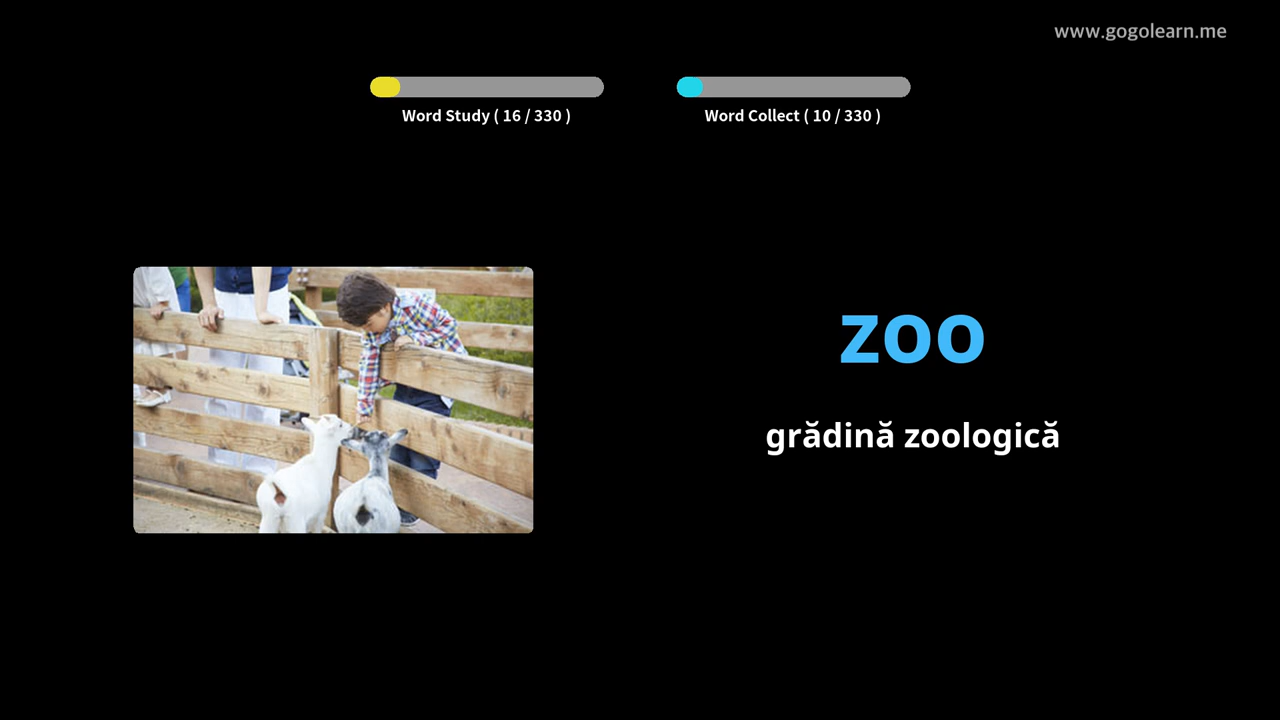 www.gogolearn.me
Word Study ( 16 / 330 )
Word Collect ( 10 / 330 )
zoo
grădină zoologică